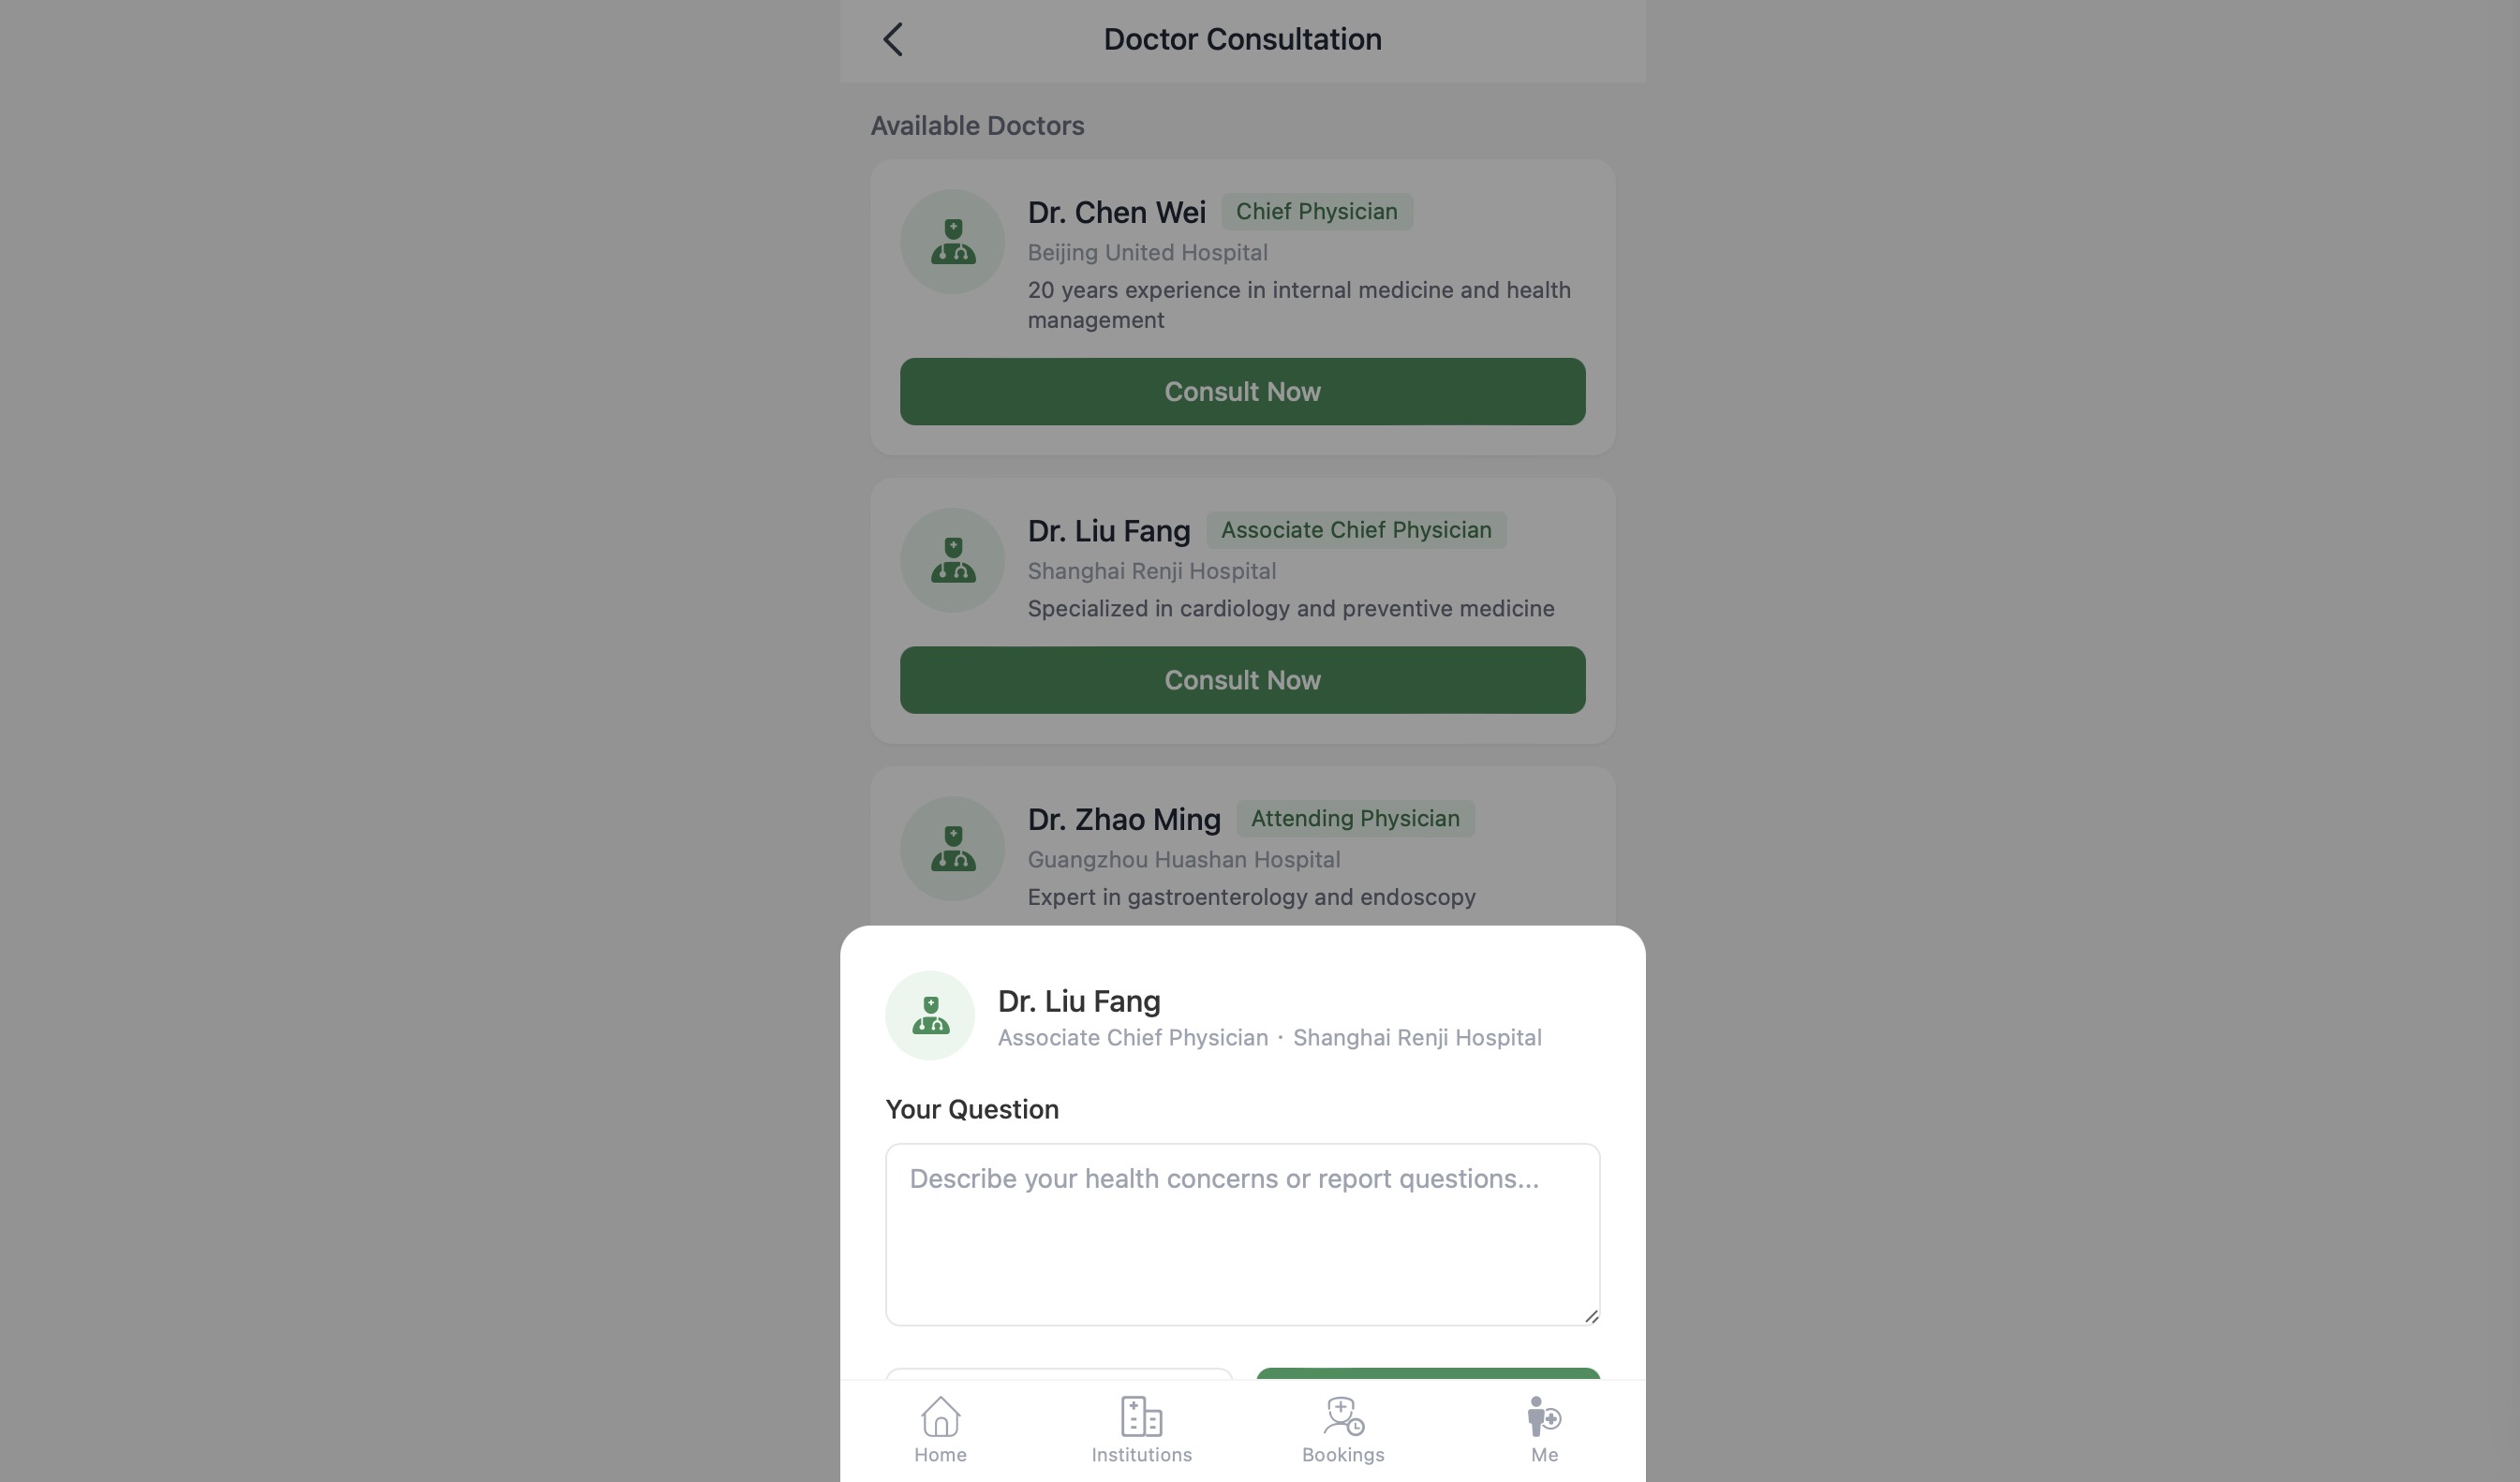 Doctor Consultation
Available Doctors
Dr. Chen Wei Chief Physician
Beijing United Hospital
20 years experience in internal medicine and health
management
Consult Now
Dr. Liu Fang Associate Chief Physician
Shanghai Renji Hospital
Specialized in cardiology and preventive medicine
Consult Now
Dr. Zhao Ming Attending Physician
Guangzhou Huashan Hospital
Expert in gastroenterology and endoscopy
Dr. Liu Fang
Associate Chief Physician · Shanghai Renji Hospital
Your Question
Describe your health concerns or report questions...
Home Institutions Bookings Me